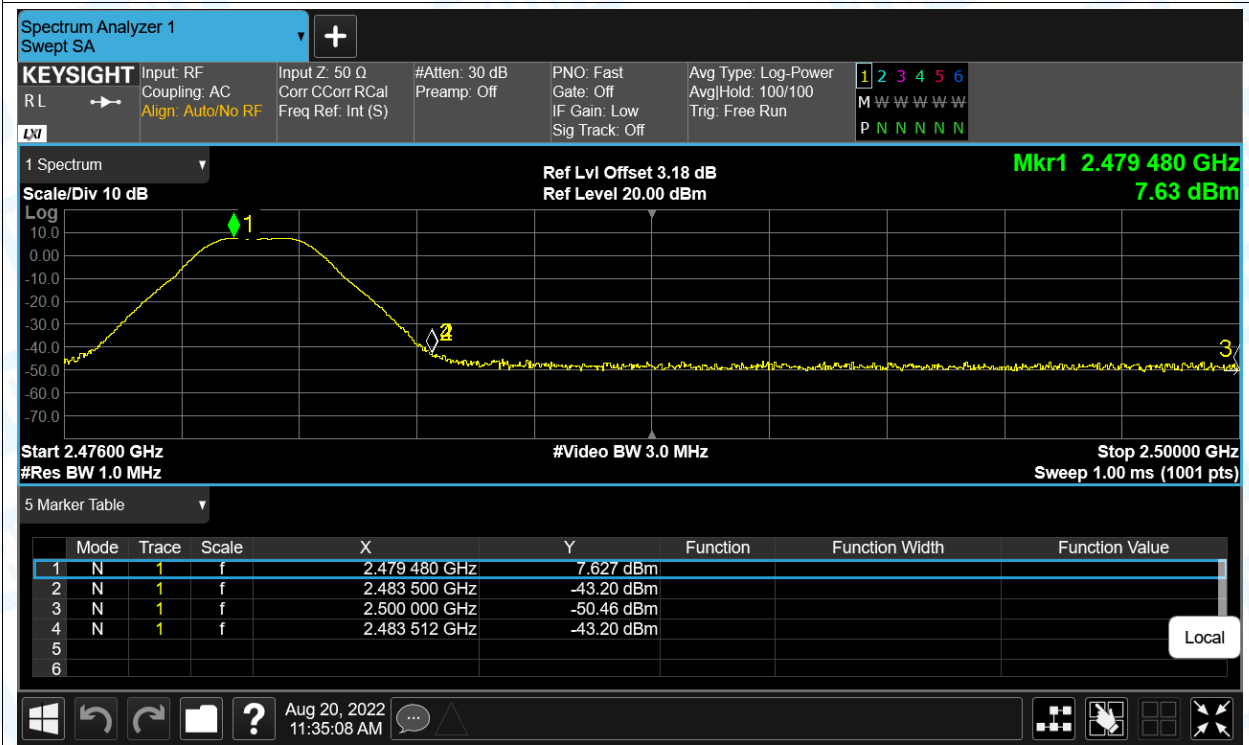 Spectrum Analyzer 1
Swept SA
KEYSIGHT
R L
LXI
Input: RF
Coupling: AC
Align: Auto/No RF
Input Z: 50 Ω
Corr CCorr RCal
Freq Ref: Int (S)
#Atten: 30 dB
Preamp: Off
PNO: Fast
Gate: Off
IF Gain: Low
Sig Track: Off
Avg Type: Log-Power
Avg|Hold: 100/100
Trig: Free Run
1 2 3 4 5 6
M W W W W W W
P N N N N N
1 Spectrum
Scale/Div 10 dB
Ref Lvl Offset 3.18 dB
Ref Level 20.00 dBm
Mkr1 2.479 480 GHz
7.63 dBm
Log
10.0
0.00
-10.0
-20.0
-30.0
-40.0
-50.0
-60.0
-70.0
1
3
Start 2.47600 GHz
#Res BW 1.0 MHz
#Video BW 3.0 MHz
Stop 2.50000 GHz
Sweep 1.00 ms (1001 pts)
5 Marker Table
Mode Trace Scale X Y Function Function Width Function Value
1 N 1 f 2.479 480 GHz 7.627 dBm
2 N 1 f 2.483 500 GHz -43.20 dBm
3 N 1 f 2.500 000 GHz -50.46 dBm
4 N 1 f 2.483 512 GHz -43.20 dBm
5
6
Local
?
Aug 20, 2022
11:35:08 AM